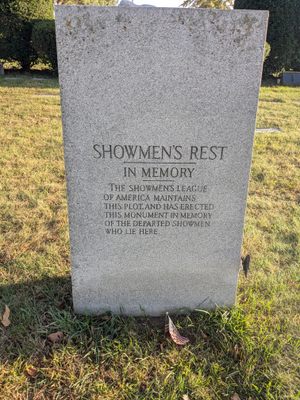 SHOWMEN'S REST
IN MEMORY
THE SHOWMEN'S LEAGUE
OF AMERICA MAINTAINS
THIS PLOT, AND HAS ERECTED
THIS MONUMENT IN MEMORY
OF THE DEPARTED SHOWMEN
WHO LIE HERE